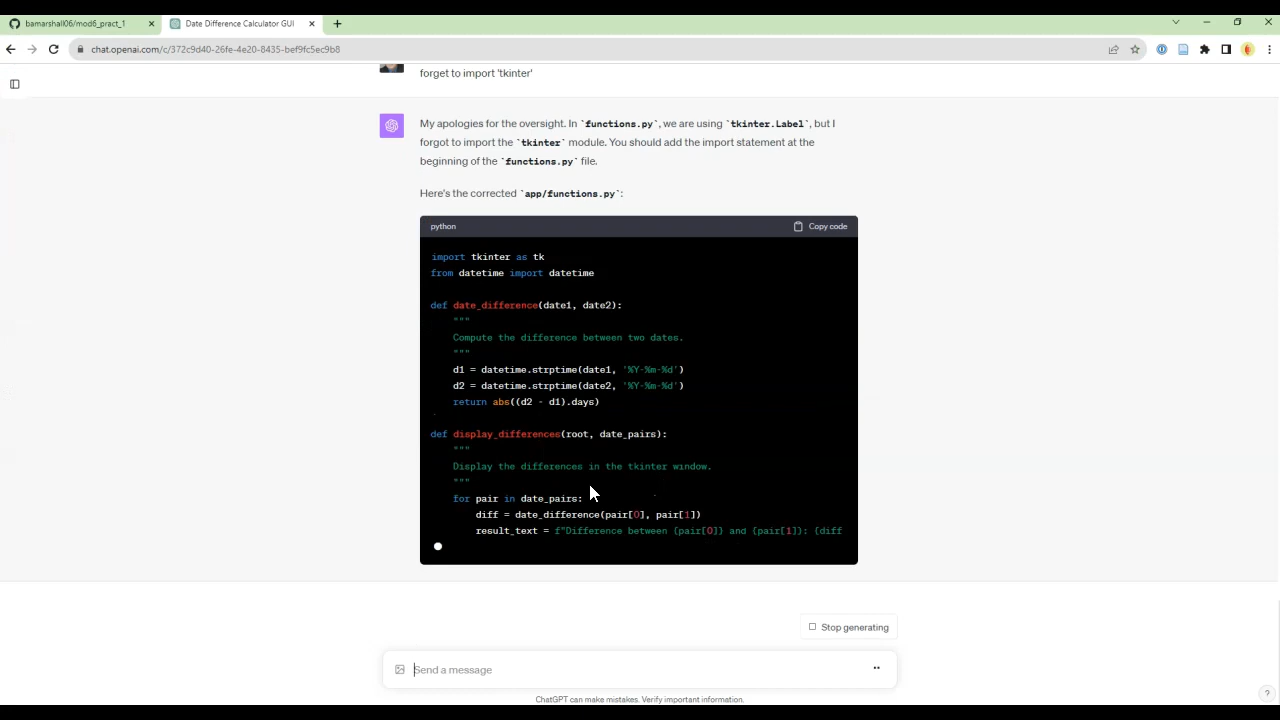 bamarshall06/mod6_pract_1
Date Difference Calculator GUI
chat.openai.com/c/372c9d40-26fe-4e20-8435-bef9fc5ec9b8
forget to import 'tkinter'
My apologies for the oversight. In `functions.py`, we are using `tkinter.Label`, but I
forgot to import the `tkinter` module. You should add the import statement at the
beginning of the `functions.py` file.
Here's the corrected `app/functions.py`:
python
Copy code
import tkinter as tk
from datetime import datetime
def date_difference(date1, date2):
"""
Compute the difference between two dates.
"""
d1 = datetime.strptime(date1, '%Y-%m-%d')
d2 = datetime.strptime(date2, '%Y-%m-%d')
return abs((d2 - d1).days)
def display_differences(root, date_pairs):
"""
Display the differences in the tkinter window.
"""
for pair in date_pairs:
diff = date_difference(pair[0], pair[1])
result_text = f"Difference between {pair[0]} and {pair[1]}: {diff
Stop generating
Send a message
ChatGPT can make mistakes. Verify important information.
?